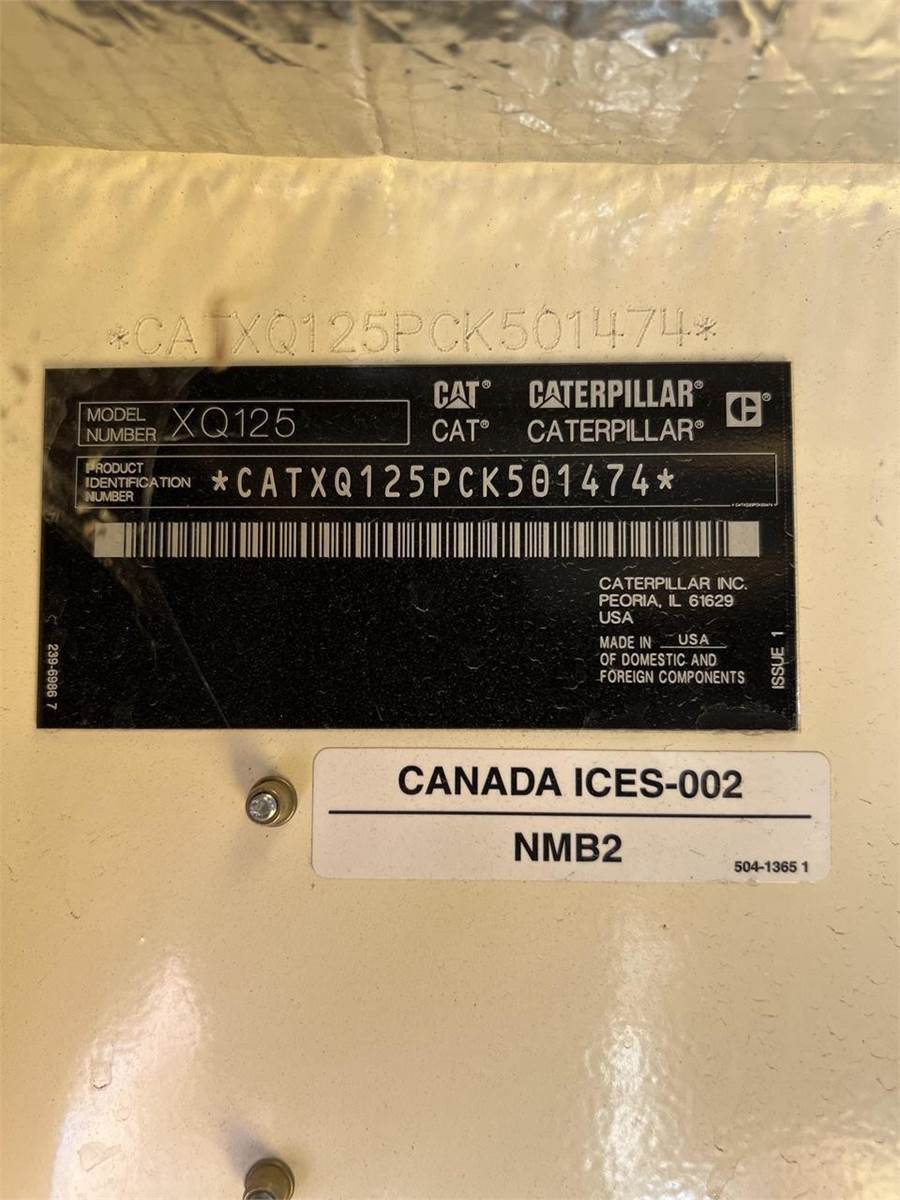 *CATXQ125PCK501474*
CAT® CATERPILLAR®
MODEL NUMBER XQ125
CAT® CATERPILLAR®
PRODUCT IDENTIFICATION NUMBER *CATXQ125PCK501474*
CATERPILLAR INC.
PEORIA, IL 61629
USA
MADE IN USA
OF DOMESTIC AND
FOREIGN COMPONENTS
ISSUE 1
239-6986 7
CANADA ICES-002
NMB2
504-1365 1